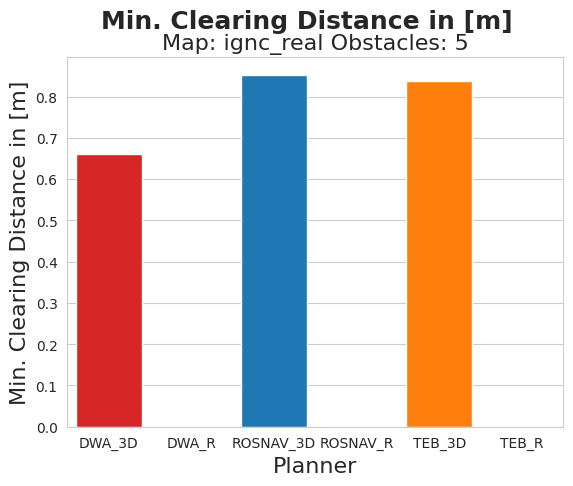 Min. Clearing Distance in [m]
Map: ignc_real Obstacles: 5
Min. Clearing Distance in [m]
0.8
0.7
0.6
0.5
0.4
0.3
0.2
0.1
0.0
DWA_3D DWA_R ROSNAV_3D ROSNAV_R TEB_3D TEB_R
Planner